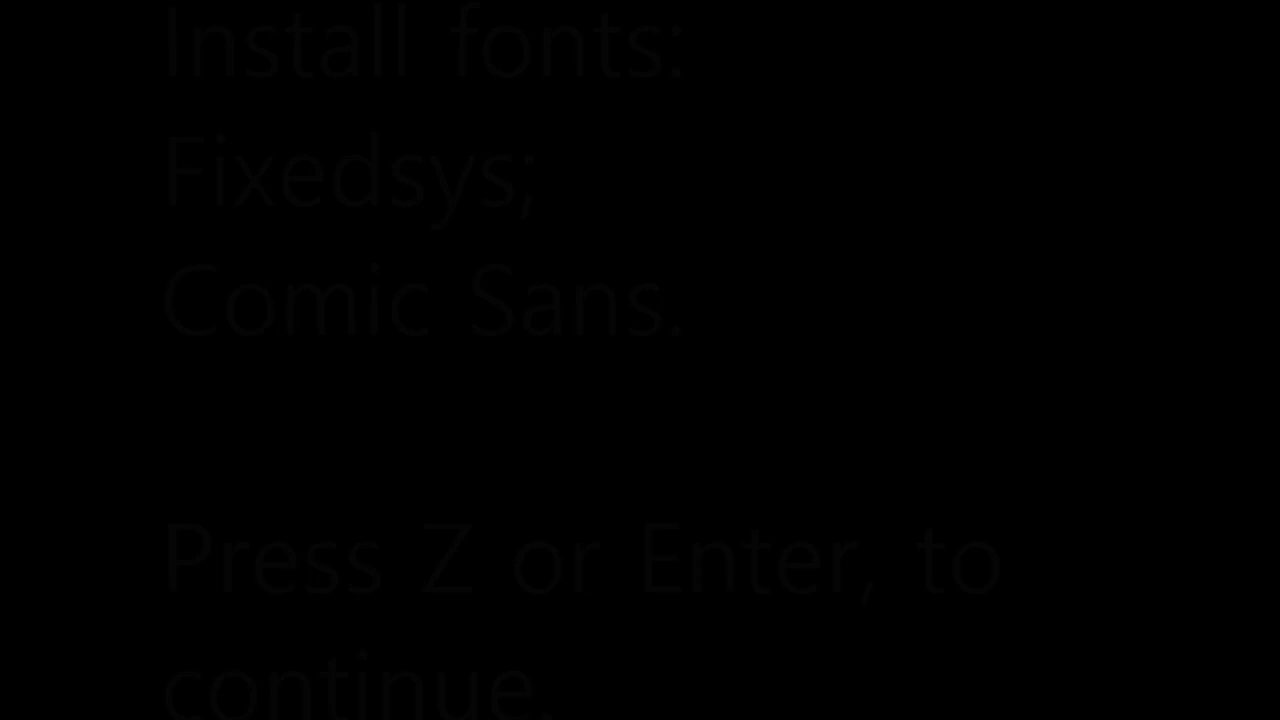 Install fonts:
Fixedsys;
Comic Sans.
Press Z or Enter, to
continue.